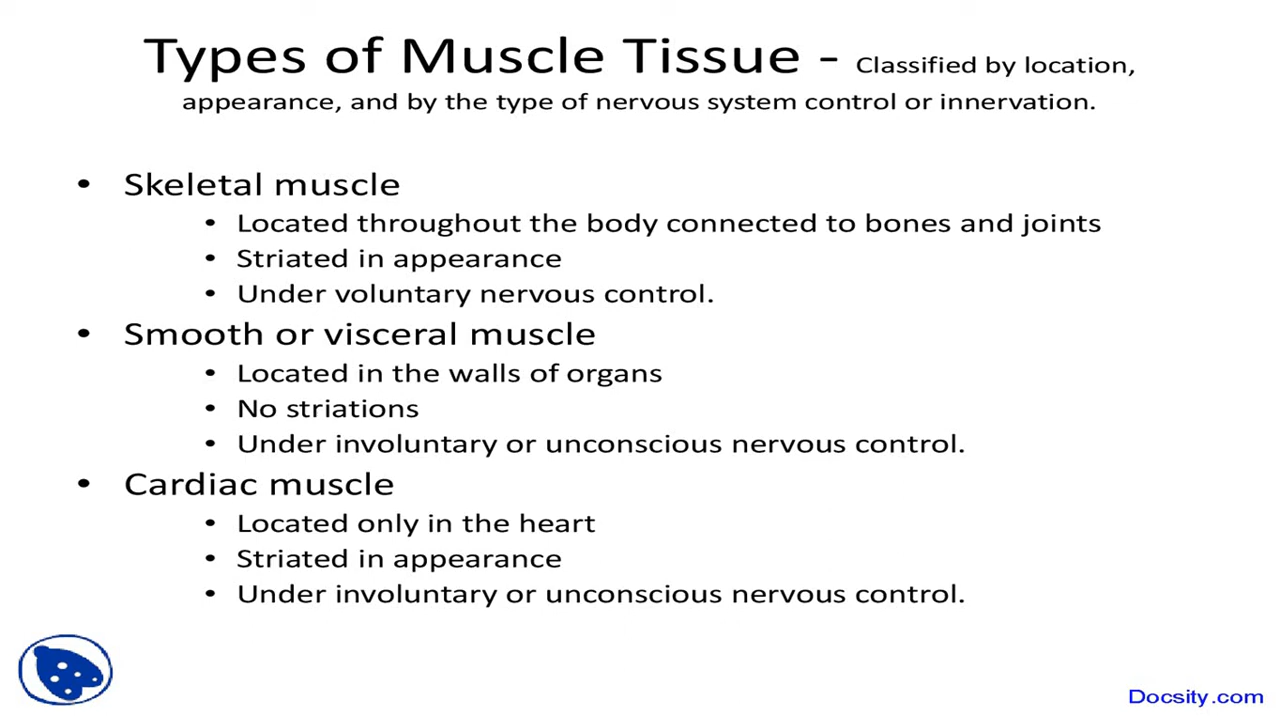 Types of Muscle Tissue - Classified by location,
appearance, and by the type of nervous system control or innervation.
• Skeletal muscle
• Located throughout the body connected to bones and joints
• Striated in appearance
• Under voluntary nervous control.
• Smooth or visceral muscle
• Located in the walls of organs
• No striations
• Under involuntary or unconscious nervous control.
• Cardiac muscle
• Located only in the heart
• Striated in appearance
• Under involuntary or unconscious nervous control.
Docsity.com